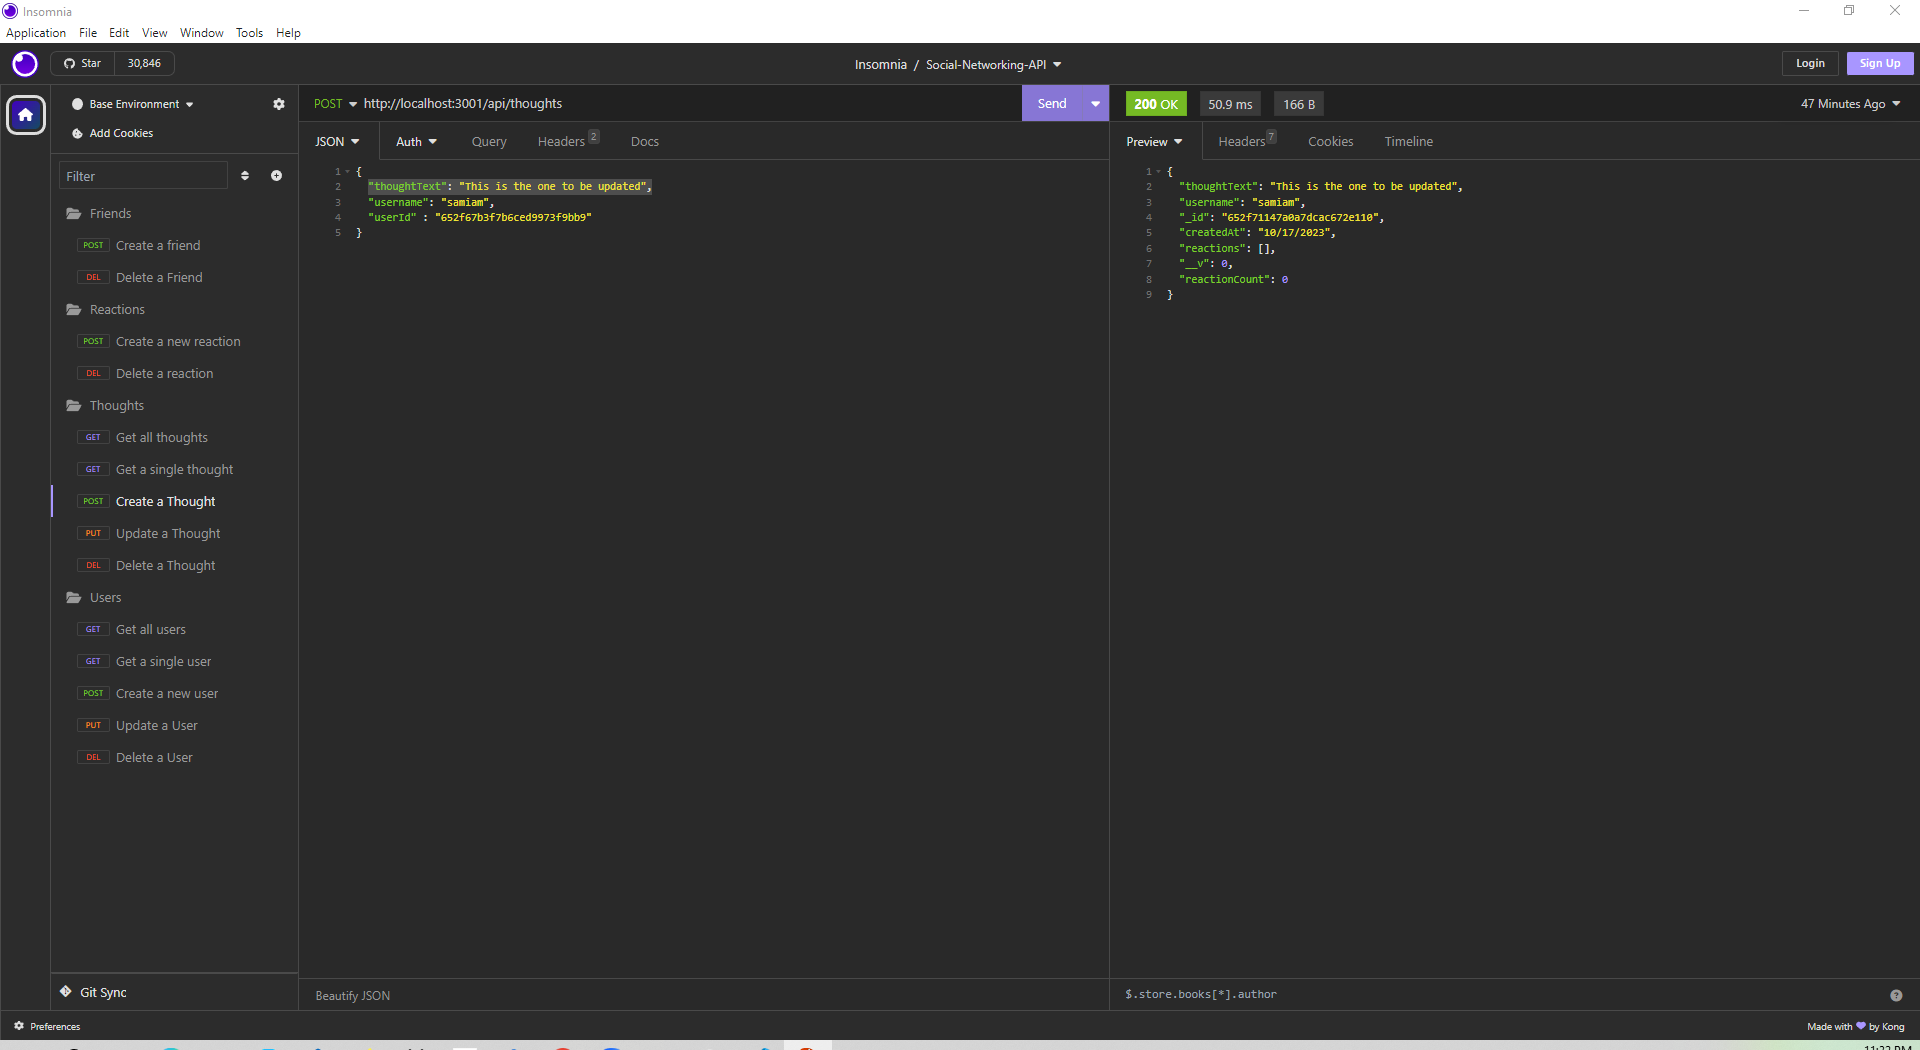 Insomnia
Application File Edit View Window Tools Help
Star 30,846
Insomnia / Social-Networking-API
Login Sign Up
Base Environment
Add Cookies
Filter
Friends
POST Create a friend
DEL Delete a Friend
Reactions
POST Create a new reaction
DEL Delete a reaction
Thoughts
GET Get all thoughts
GET Get a single thought
POST Create a Thought
PUT Update a Thought
DEL Delete a Thought
Users
GET Get all users
GET Get a single user
POST Create a new user
PUT Update a User
DEL Delete a User
Git Sync
Preferences
POST http://localhost:3001/api/thoughts Send
JSON Auth Query Headers 2 Docs
1 {
2 "thoughtText": "This is the one to be updated",
3 "username": "samiam",
4 "userId" : "652f67b3f7b6ced9973f9bb9"
5 }
Beautify JSON
200 OK 50.9 ms 166 B 47 Minutes Ago
Preview Headers 7 Cookies Timeline
1 {
2 "thoughtText": "This is the one to be updated",
3 "username": "samiam",
4 "_id": "652f71147a0a7dcac672e110",
5 "createdAt": "10/17/2023",
6 "reactions": [],
7 "__v": 0,
8 "reactionCount": 0
9 }
$.store.books[*].author
Made with 💜 by Kong
11:32 PM